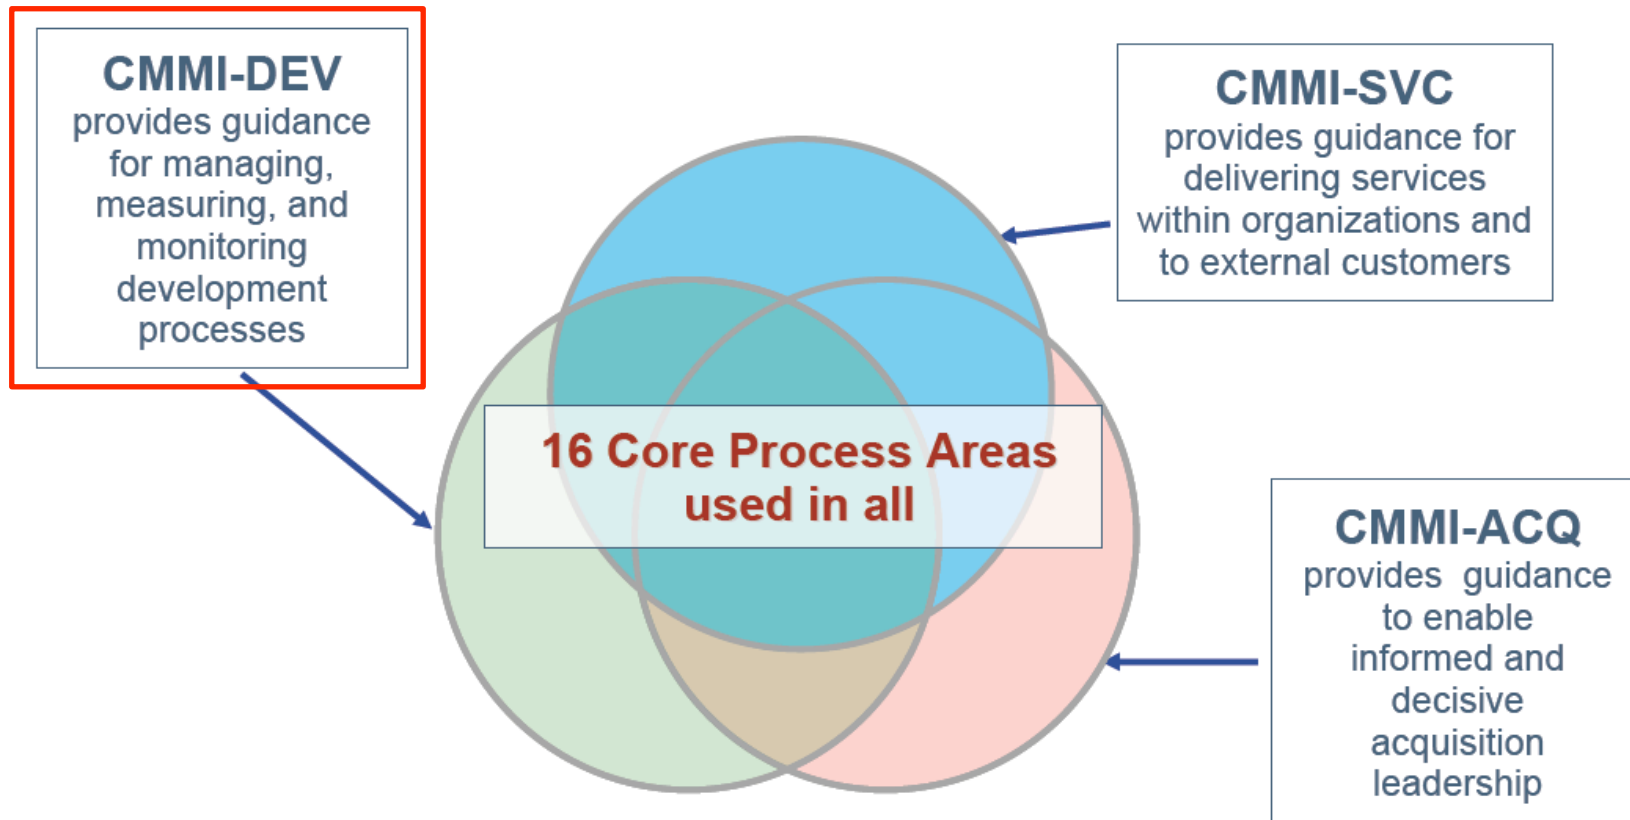 CMMI-DEV
provides guidance
for managing,
measuring, and
monitoring
development
processes
CMMI-SVC
provides guidance for
delivering services
within organizations and
to external customers
16 Core Process Areas
used in all
CMMI-ACQ
provides guidance
to enable
informed and
decisive
acquisition
leadership